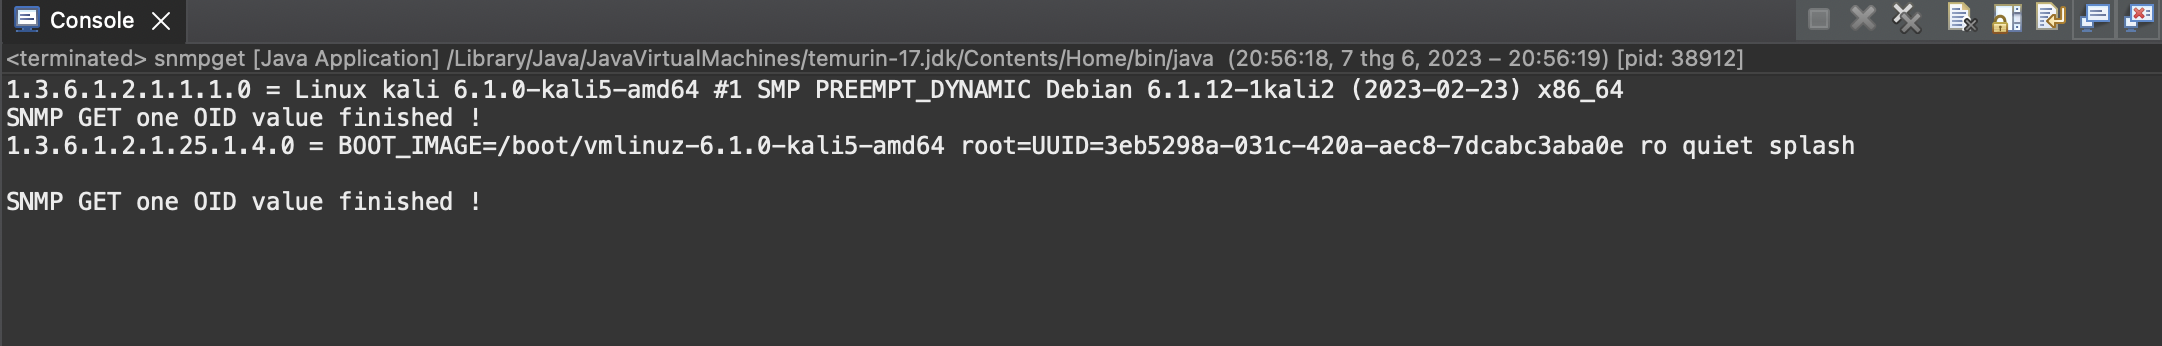 Console
<terminated> snmpget [Java Application] /Library/Java/JavaVirtualMachines/temurin-17.jdk/Contents/Home/bin/java (20:56:18, 7 thg 6, 2023 – 20:56:19) [pid: 38912]
1.3.6.1.2.1.1.1.0 = Linux kali 6.1.0-kali5-amd64 #1 SMP PREEMPT_DYNAMIC Debian 6.1.12-1kali2 (2023-02-23) x86_64
SNMP GET one OID value finished !
1.3.6.1.2.1.25.1.4.0 = BOOT_IMAGE=/boot/vmlinuz-6.1.0-kali5-amd64 root=UUID=3eb5298a-031c-420a-aec8-7dcabc3aba0e ro quiet splash
SNMP GET one OID value finished !